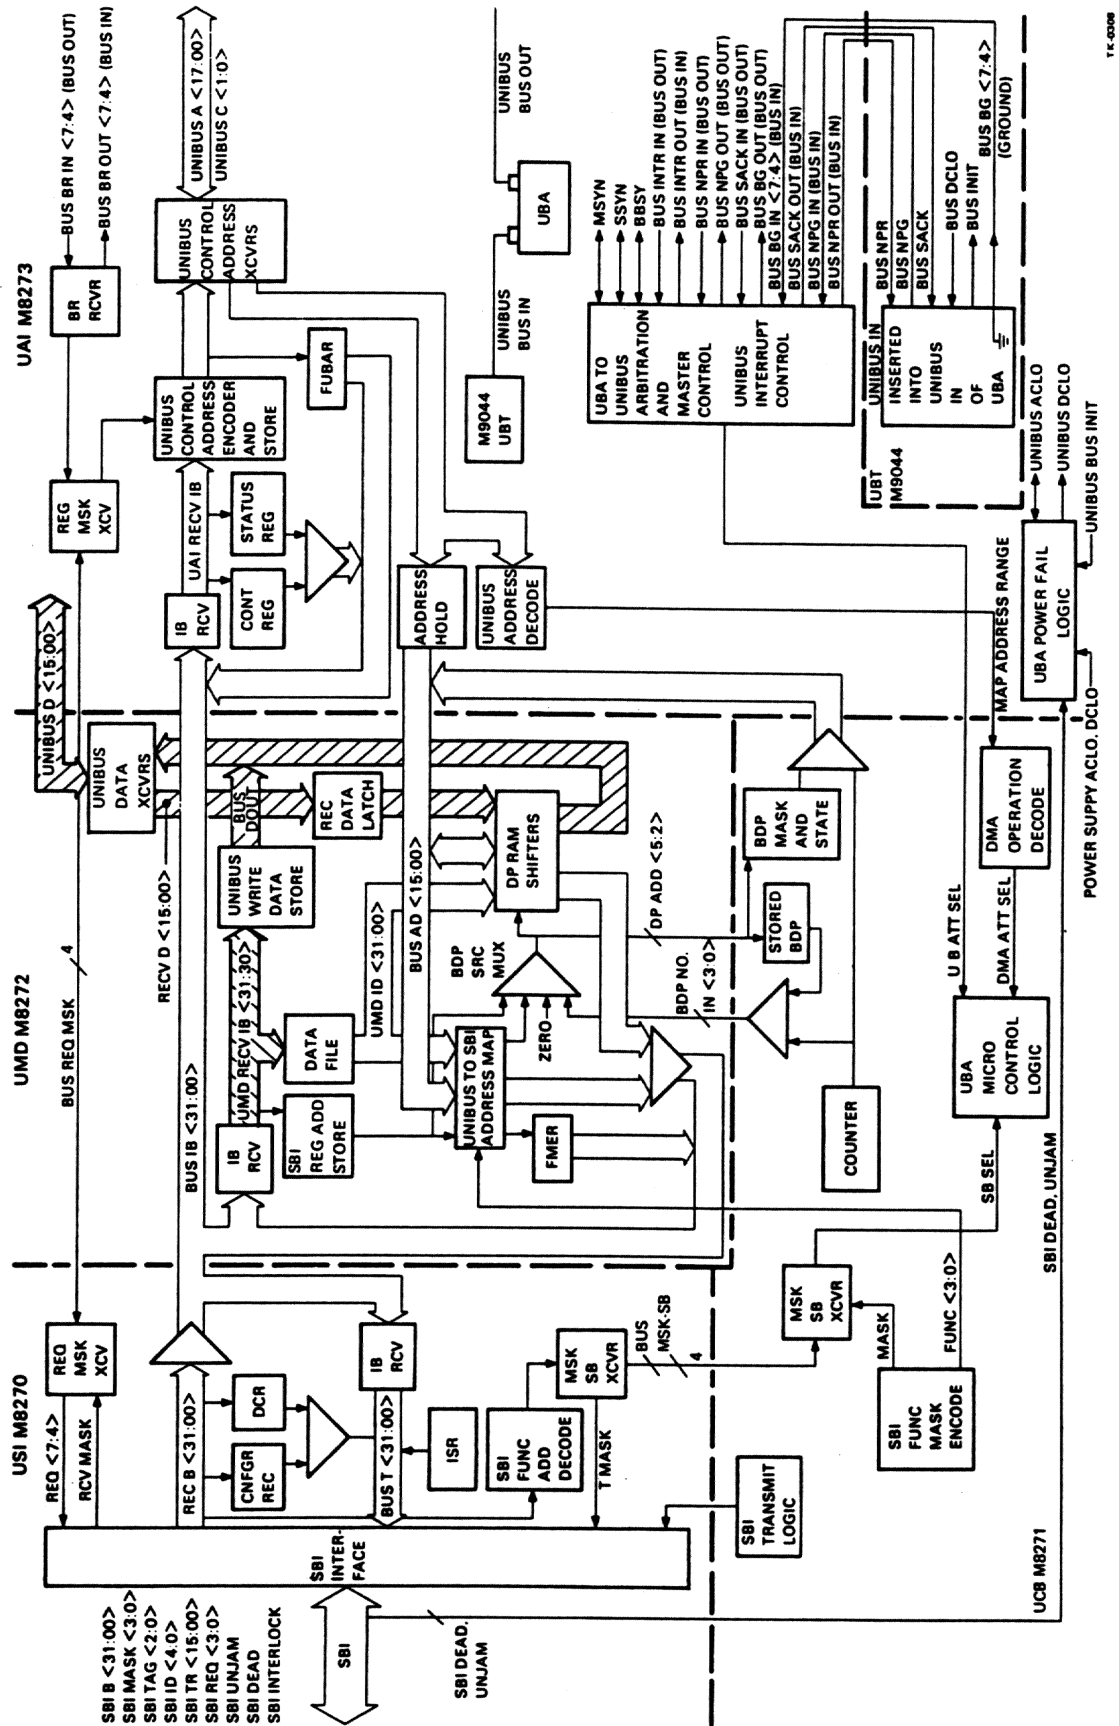 USI M8270
UMD M8272
UAI M8273
SBI B <31:00>
SBI MASK <3:0>
SBI TAG <2:0>
SBI ID <4:0>
SBI TR <15:00>
SBI REQ <3:0>
SBI UNJAM
SBI DEAD
SBI INTERLOCK
SBI
SBI DEAD,
UNJAM
SBI
INTER-
FACE
REQ <7:4>
RCV MASK
REQ
MSK
XCV
REC B <31:00>
CNFGR
REC
DCR
BUS T <31:00>
IB
RCV
ISR
SBI
FUNC
ADD
DECODE
MSK
SB
XCVR
T MASK
BUS
MSK-SB
4
SBI
TRANSMIT
LOGIC
UCB M8271
BUS REQ MSK
4
BUS IB <31:00>
RECV D <15:00>
IB
RCV
UMD RECV IB <31:30>
SBI
REG ADD
STORE
DATA
FILE
UNIBUS
WRITE
DATA
STORE
BUS
DOUT
UNIBUS
DATA
XCVRS
UNIBUS D <15:00>
REC
DATA
LATCH
UMD ID <31:00>
BUS AD <15:00>
DP RAM
SHIFTERS
BDP
SRC
MUX
ZERO
UNIBUS TO SBI
ADDRESS MAP
FMER
DP ADD <5:2>
BDP NO.
IN <3:0>
STORED
BDP
BDP MASK
AND
STATE
COUNTER
MSK
SB
XCVR
MASK
FUNC <3:0>
SBI
FUNC
MASK
ENCODE
SB SEL
UBA
MICRO
CONTROL
LOGIC
U B ATT SEL
DMA ATT SEL
DMA
OPERATION
DECODE
SBI DEAD, UNJAM
MAP ADDRESS RANGE
POWER SUPPLY ACLO, DCLO
UBA POWER FAIL
LOGIC
UNIBUS ACLO
UNIBUS DCLO
UNIBUS BUS INIT
REG
MSK
XCV
BR
RCVR
BUS BR IN <7:4> (BUS OUT)
BUS BR OUT <7:4> (BUS IN)
IB
RCV
UAI RECV IB
CONT
REG
STATUS
REG
UNIBUS
CONTROL
ADDRESS
ENCODER
AND
STORE
FUBAR
UNIBUS
CONTROL
ADDRESS
XCVRS
UNIBUS A <17:00>
UNIBUS C <1:0>
ADDRESS
HOLD
UNIBUS
ADDRESS
DECODE
M9044
UBT
UNIBUS
BUS IN
UBA
UNIBUS
BUS OUT
UBA TO
UNIBUS
ARBITRATION
AND
MASTER
CONTROL
UNIBUS
INTERRUPT
CONTROL
MSYN
SSYN
BBSY
BUS INTR IN (BUS OUT)
BUS INTR OUT (BUS IN)
BUS NPR IN (BUS OUT)
BUS NPG OUT (BUS OUT)
BUS SACK IN (BUS OUT)
BUS BG OUT (BUS OUT)
BUS BG IN <7:4> (BUS IN)
BUS SACK OUT (BUS IN)
BUS NPG IN (BUS IN)
BUS NPR OUT (BUS IN)
UBT
M9044
UNIBUS IN
INSERTED
INTO
UNIBUS
IN
OF
UBA
BUS NPR
BUS NPG
BUS SACK
BUS DCLO
BUS INIT
BUS BG <7:4>
(GROUND)
TK-0306